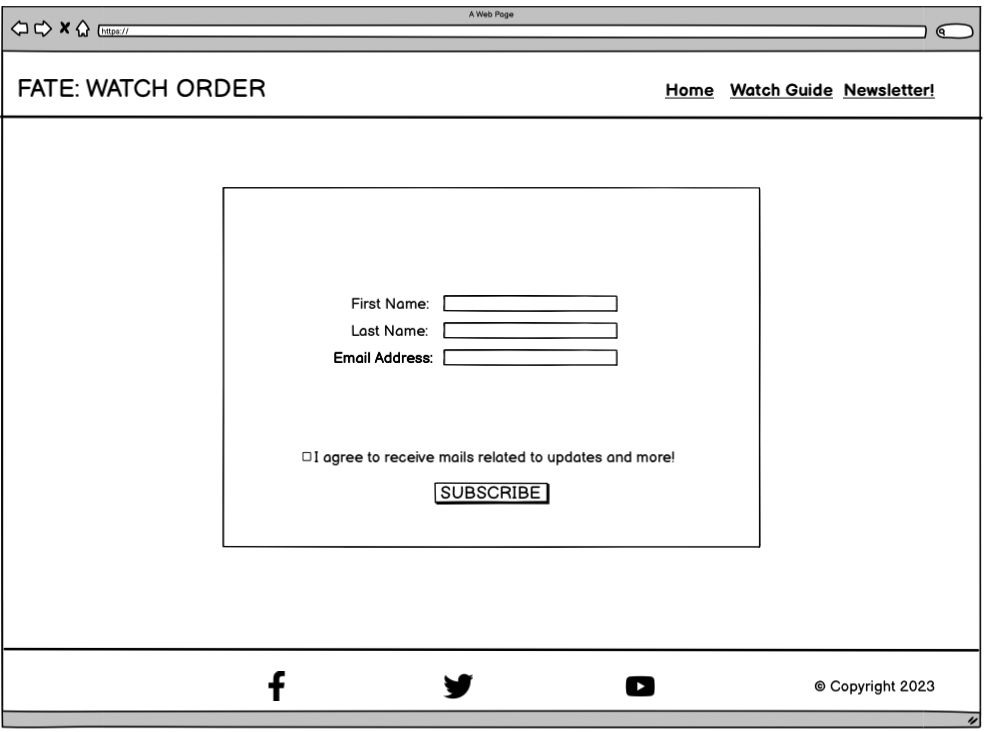 A Web Page
https://
FATE: WATCH ORDER
Home Watch Guide Newsletter!
First Name:
Last Name:
Email Address:
I agree to receive mails related to updates and more!
SUBSCRIBE
© Copyright 2023